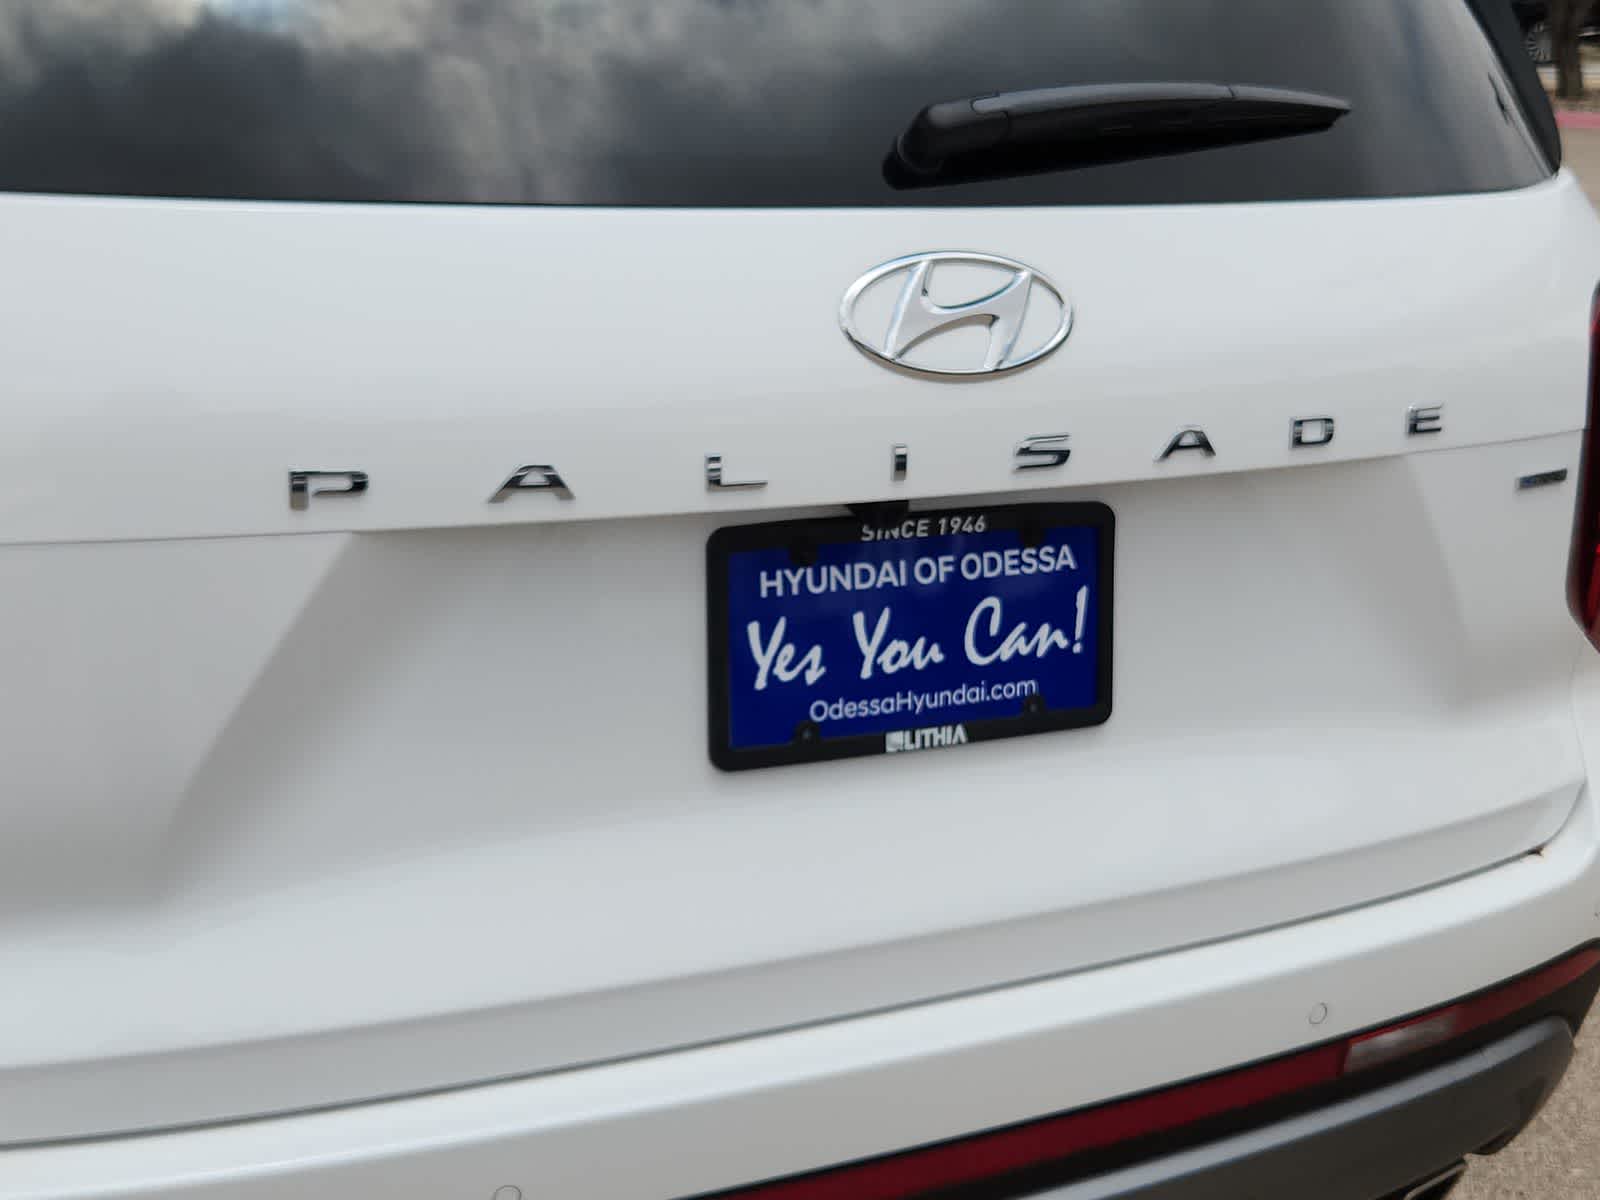 PALISADE
SINCE 1946
HYUNDAI OF ODESSA
Yes You Can!
OdessaHyundai.com
LITHIA